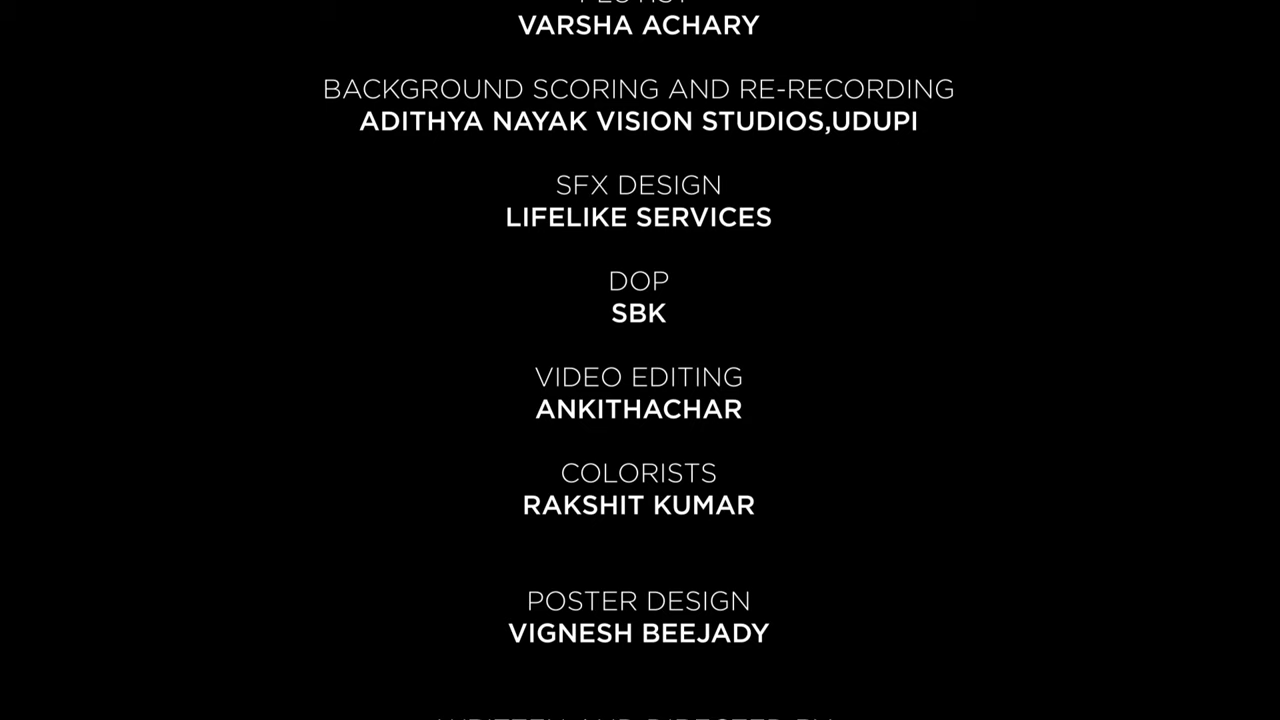 VARSHA ACHARY
BACKGROUND SCORING AND RE-RECORDING
ADITHYA NAYAK VISION STUDIOS,UDUPI
SFX DESIGN
LIFELIKE SERVICES
DOP
SBK
VIDEO EDITING
ANKITHACHAR
COLORISTS
RAKSHIT KUMAR
POSTER DESIGN
VIGNESH BEEJADY